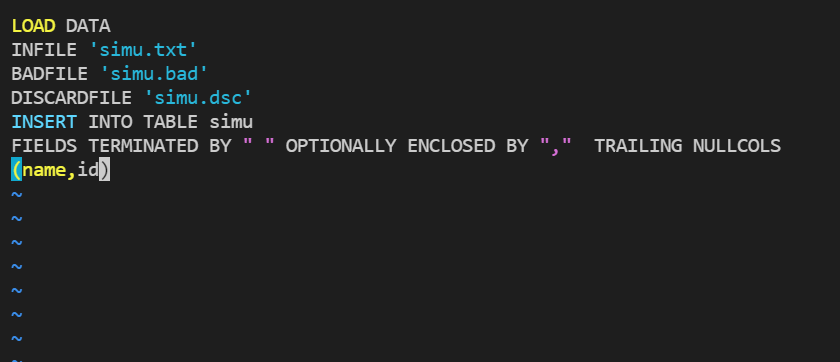 LOAD DATA
INFILE 'simu.txt'
BADFILE 'simu.bad'
DISCARDFILE 'simu.dsc'
INSERT INTO TABLE simu
FIELDS TERMINATED BY " " OPTIONALLY ENCLOSED BY ","  TRAILING NULLCOLS
(name,id)
~
~
~
~
~
~
~
~